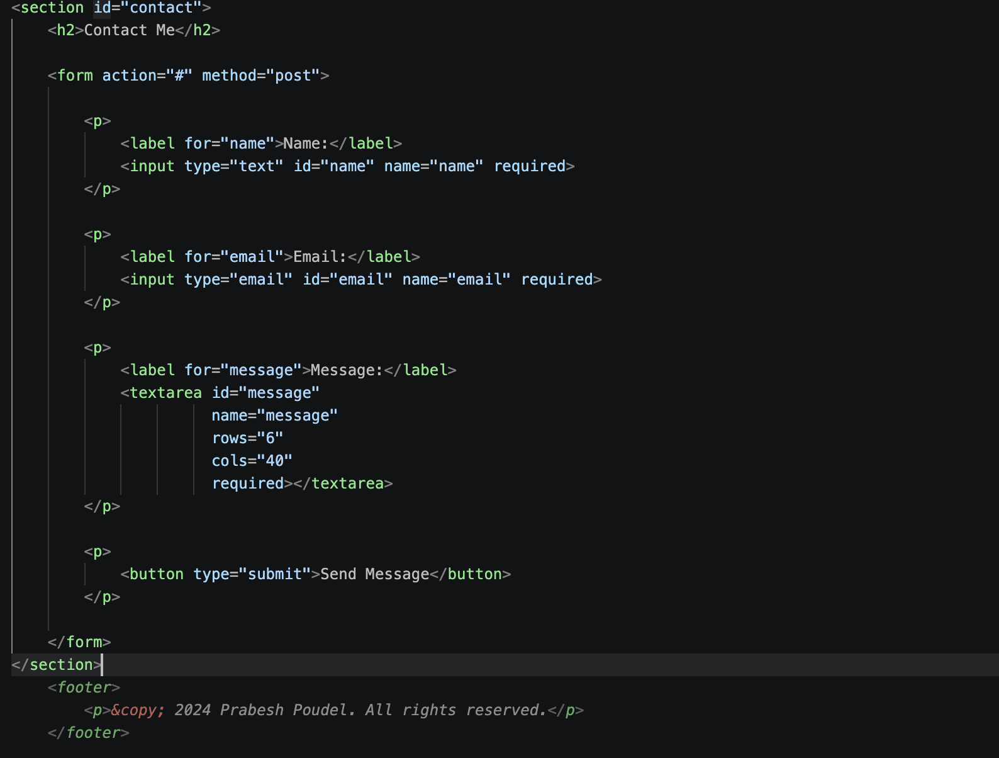 <section id="contact">
<h2>Contact Me</h2>
<form action="#" method="post">
<p>
<label for="name">Name:</label>
<input type="text" id="name" name="name" required>
</p>
<p>
<label for="email">Email:</label>
<input type="email" id="email" name="email" required>
</p>
<p>
<label for="message">Message:</label>
<textarea id="message"
name="message"
rows="6"
cols="40"
required></textarea>
</p>
<p>
<button type="submit">Send Message</button>
</p>
</form>
</section>
<footer>
<p>&copy; 2024 Prabesh Poudel. All rights reserved.</p>
</footer>